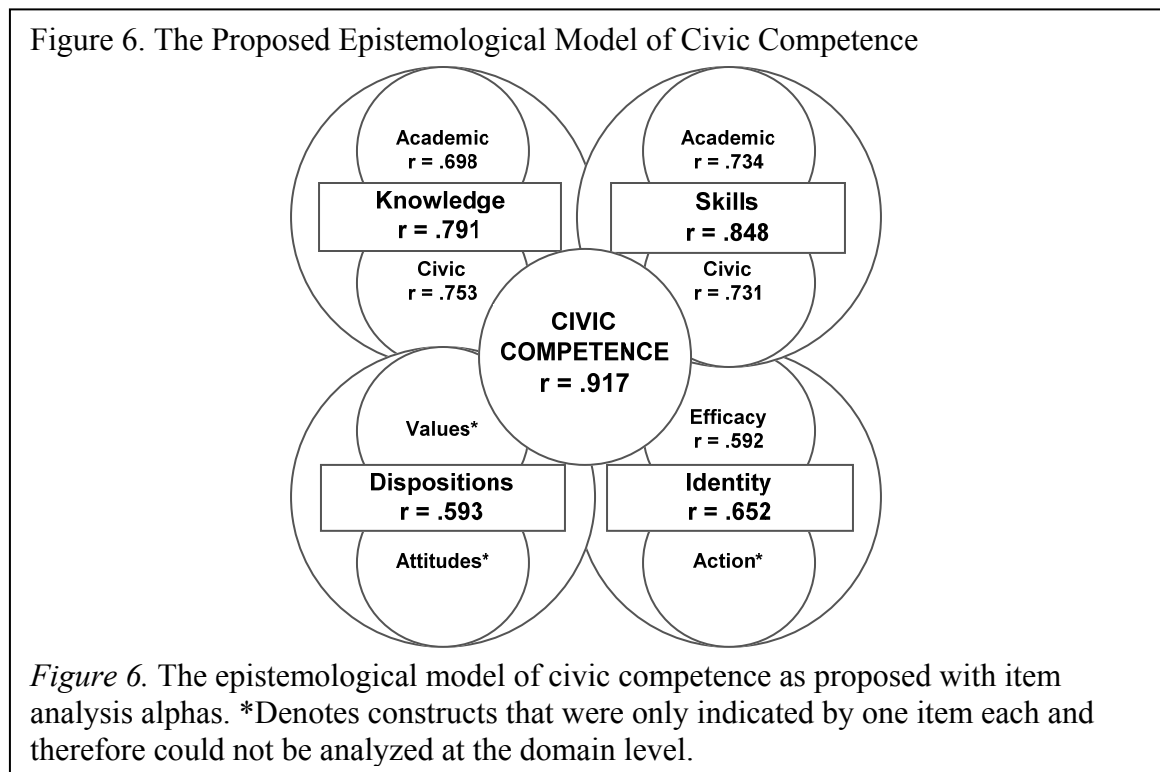 Figure 6. The Proposed Epistemological Model of Civic Competence
Academic
r = .698
Knowledge
r = .791
Civic
r = .753
Academic
r = .734
Skills
r = .848
Civic
r = .731
CIVIC
COMPETENCE
r = .917
Values*
Dispositions
r = .593
Attitudes*
Efficacy
r = .592
Identity
r = .652
Action*
Figure 6. The epistemological model of civic competence as proposed with item
analysis alphas. *Denotes constructs that were only indicated by one item each and
therefore could not be analyzed at the domain level.